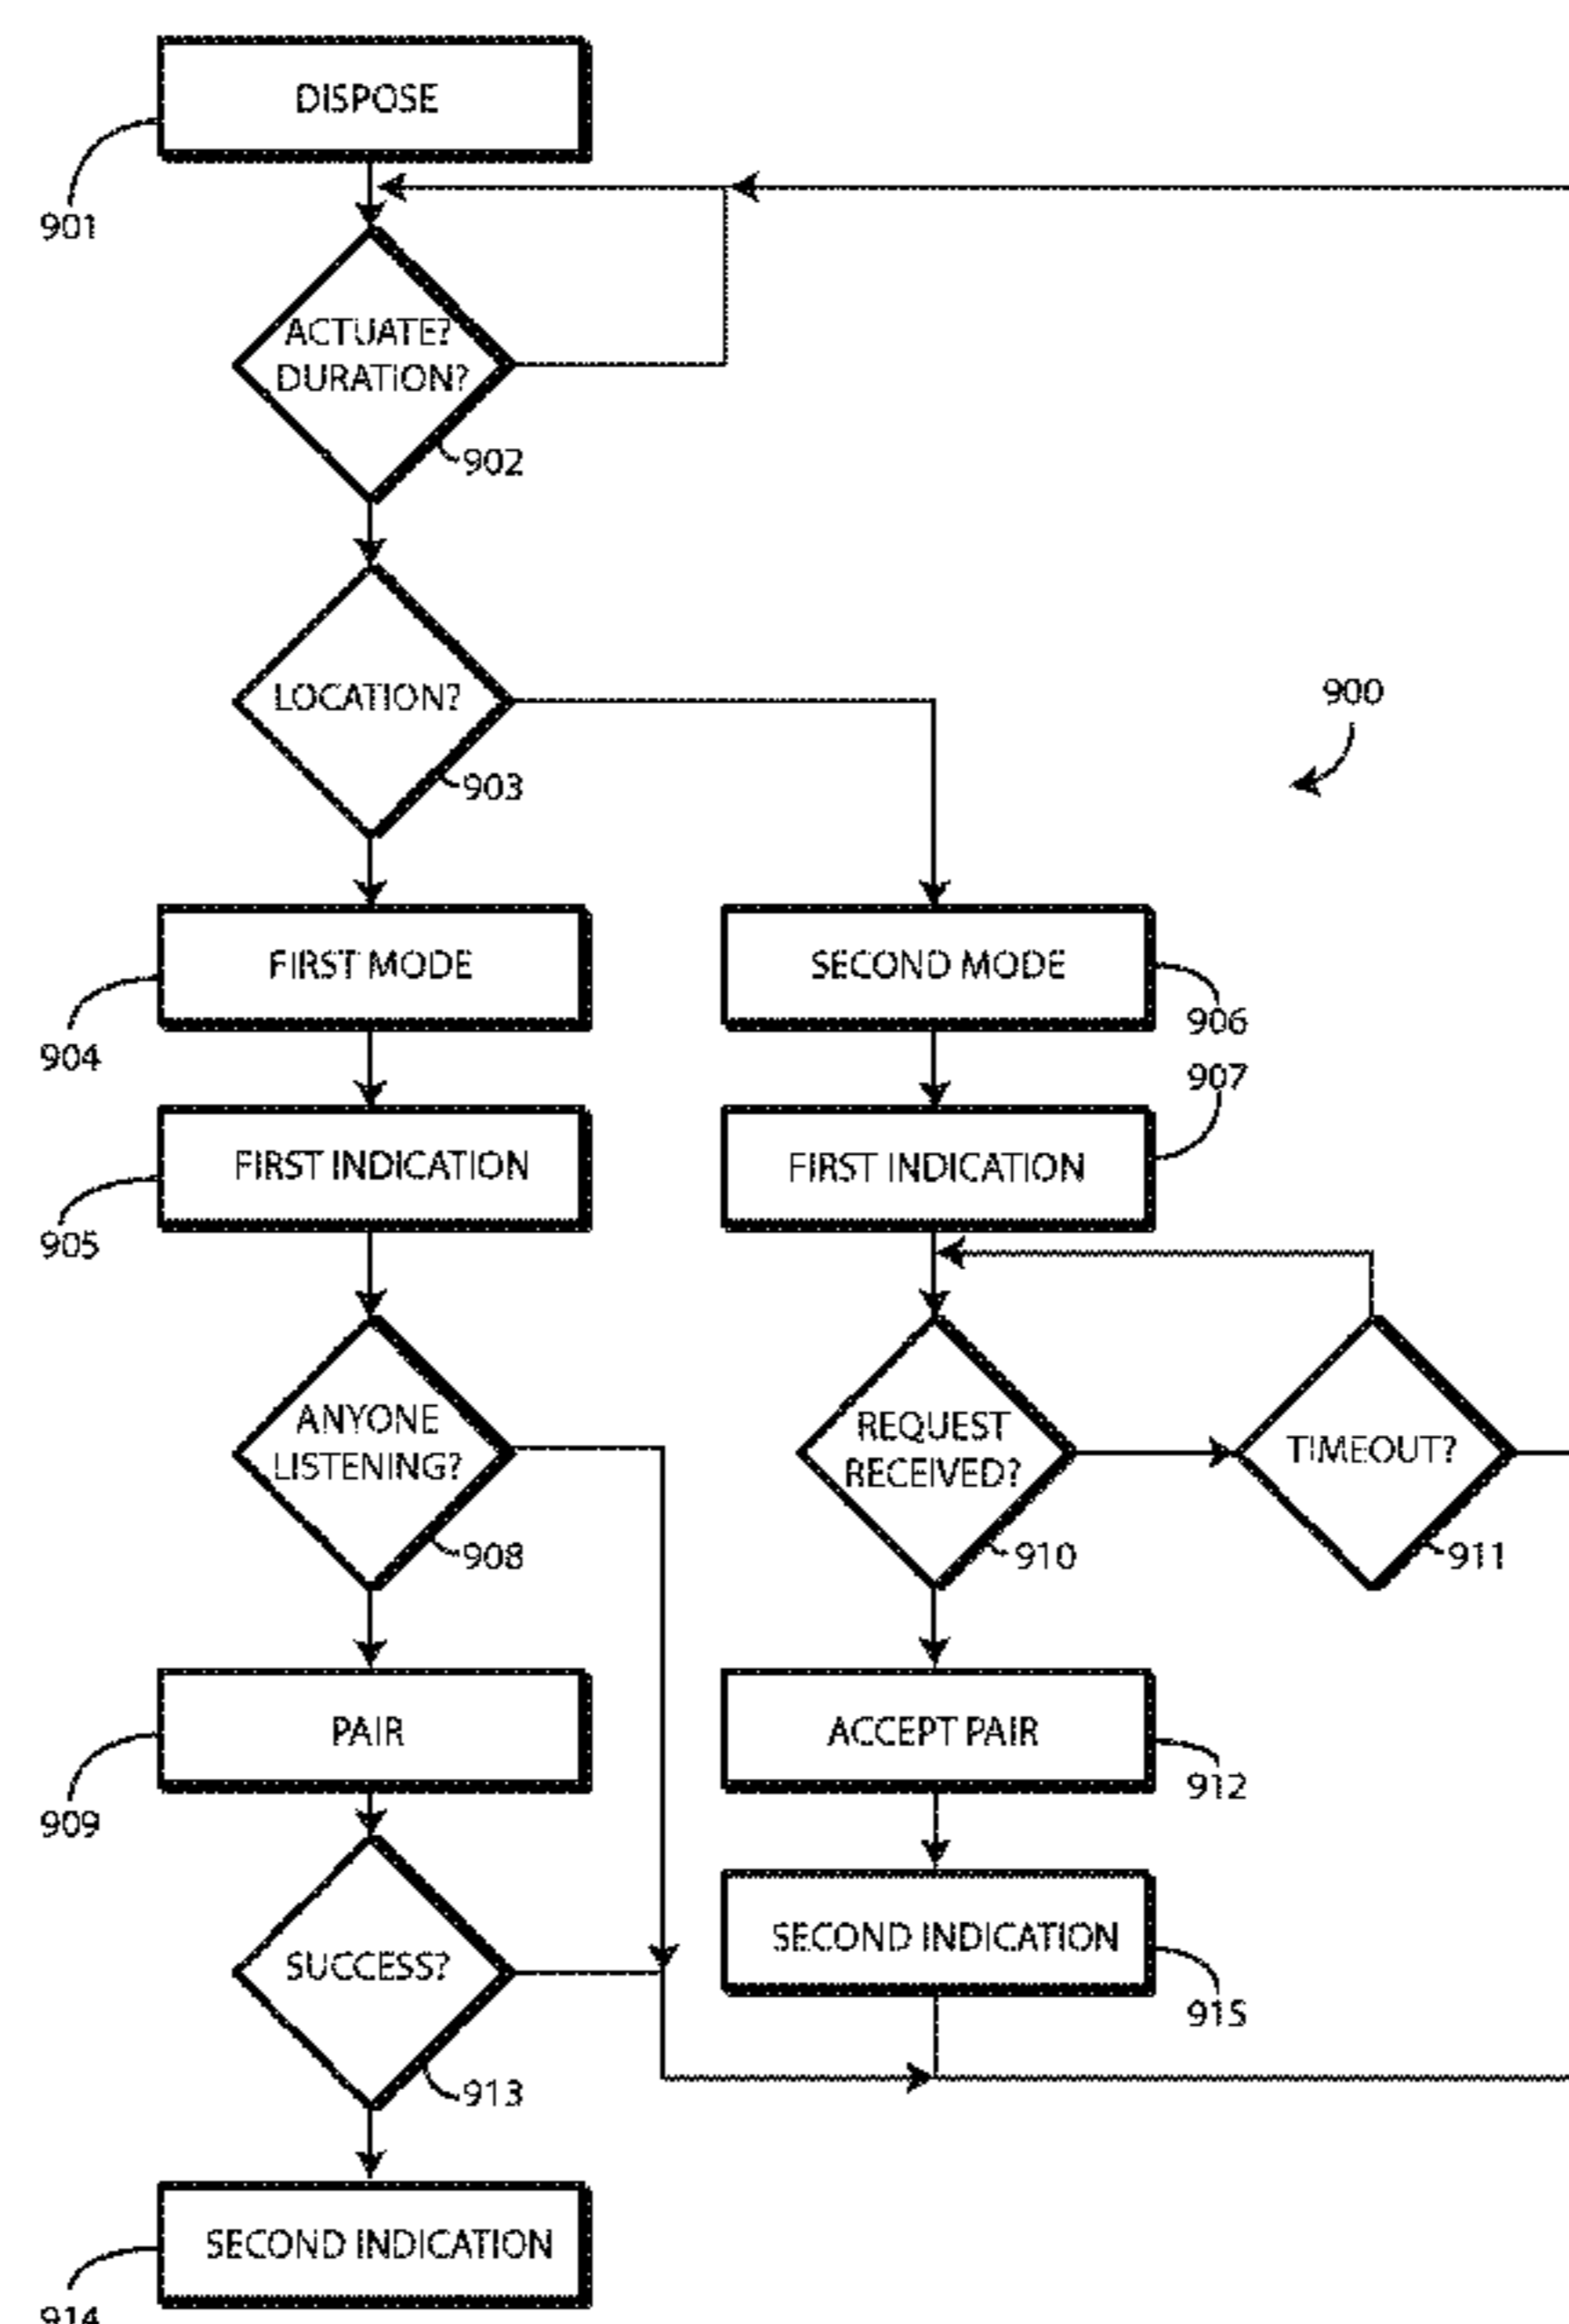 DISPOSE
901
ACTUATE?
DURATION?
902
LOCATION?
903
900
FIRST MODE
904
SECOND MODE
906
907
FIRST INDICATION
905
FIRST INDICATION
ANYONE
LISTENING?
908
REQUEST
RECEIVED?
910
TIMEOUT?
911
PAIR
909
ACCEPT PAIR
912
SUCCESS?
913
SECOND INDICATION
915
SECOND INDICATION
914